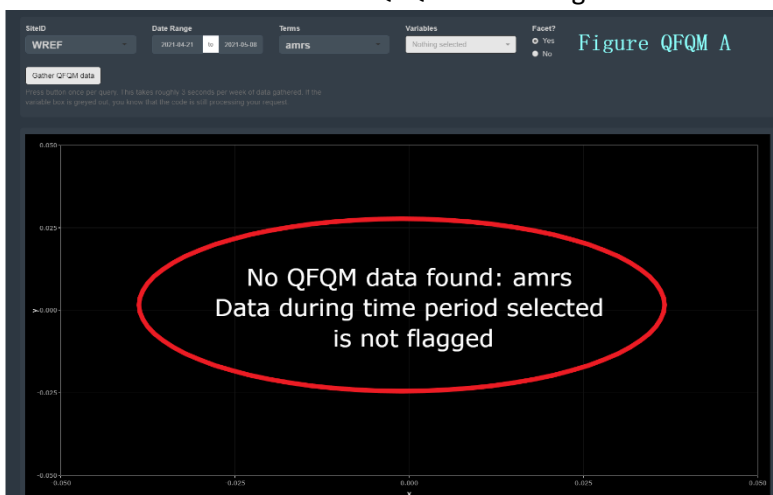 SiteID
Date Range
Terms
Variables
Facet?
WREF
2021-04-21 to 2021-05-08
amrs
Nothing selected
Yes
No
Figure QFQM A
Gather QFQM data
Press button once per query. This takes roughly 3 seconds per week of data gathered. If the
variable box is greyed out, you know that the code is still processing your request.
0.050
0.025
y
0.000
-0.025
-0.050
No QFQM data found: amrs
Data during time period selected
is not flagged
-0.050 -0.025 0.000 0.025 0.050
x